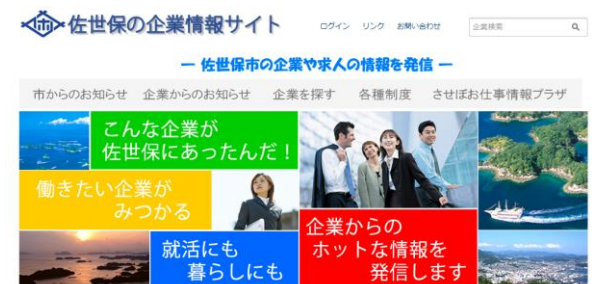 佐世保の企業情報サイト
ログイン リンク お問い合わせ 企業検索
ー 佐世保市の企業や求人の情報を発信 ー
市からのお知らせ 企業からのお知らせ 企業を探す 各種制度 させぼお仕事情報プラザ
こんな企業が
佐世保にあったんだ!
働きたい企業が
みつかる
企業からの
ホットな情報を
発信します
就活にも
暮らしにも